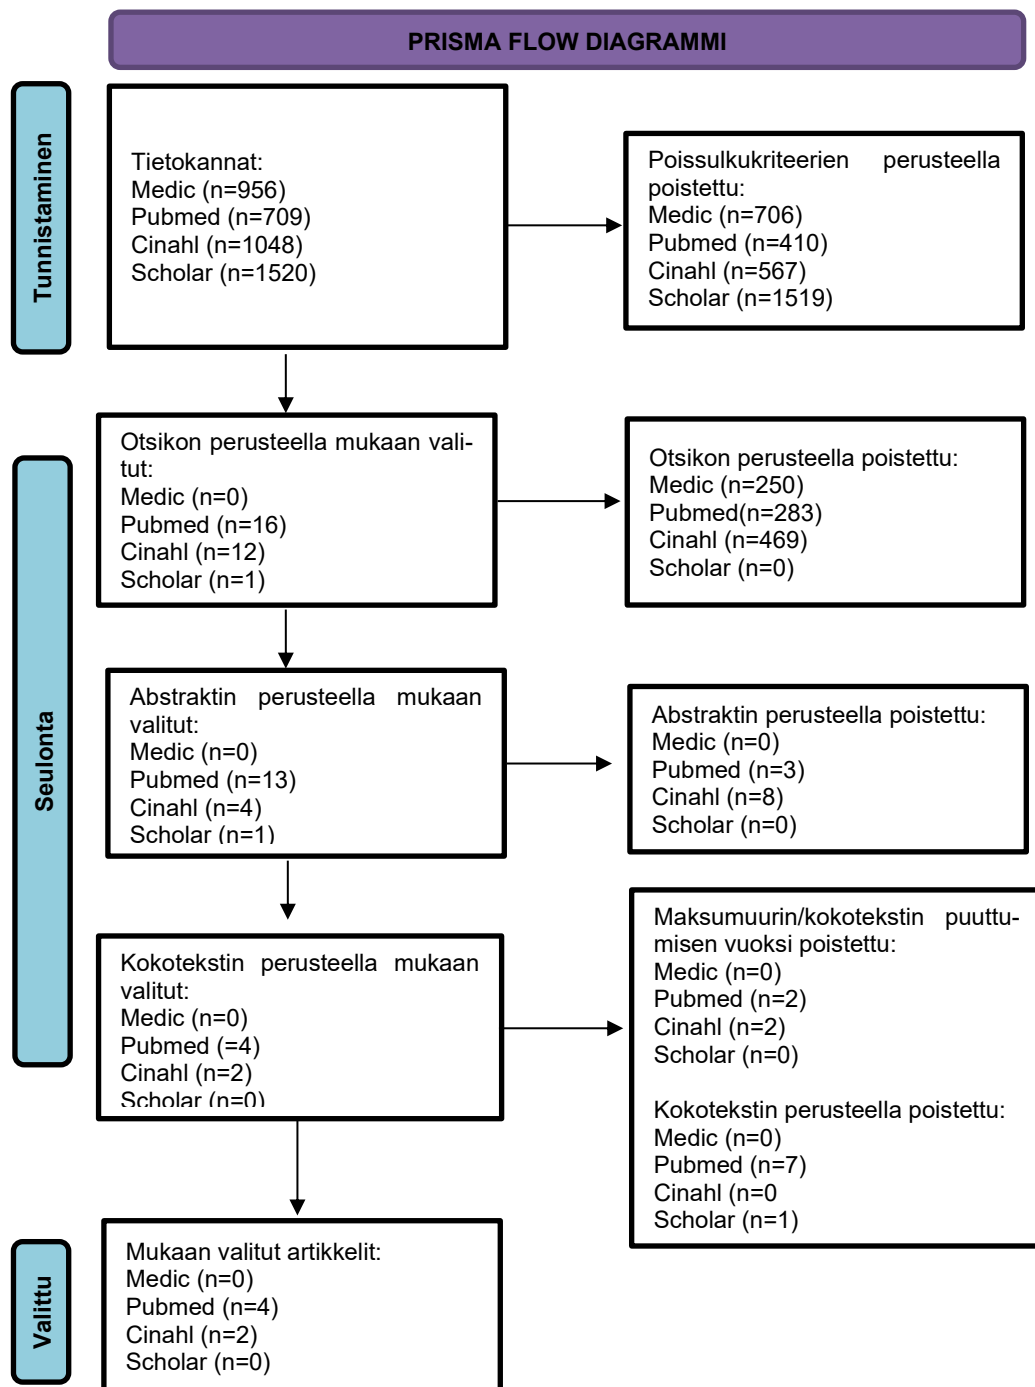 PRISMA FLOW DIAGRAMMI
Tunnistaminen
Tietokannat:
Medic (n=956)
Pubmed (n=709)
Cinahl (n=1048)
Scholar (n=1520)
Poissulkukriteerien perusteella
poistettu:
Medic (n=706)
Pubmed (n=410)
Cinahl (n=567)
Scholar (n=1519)
Seulonta
Otsikon perusteella mukaan vali-
tut:
Medic (n=0)
Pubmed (n=16)
Cinahl (n=12)
Scholar (n=1)
Otsikon perusteella poistettu:
Medic (n=250)
Pubmed(n=283)
Cinahl (n=469)
Scholar (n=0)
Abstraktin perusteella mukaan
valitut:
Medic (n=0)
Pubmed (n=13)
Cinahl (n=4)
Scholar (n=1)
Abstraktin perusteella poistettu:
Medic (n=0)
Pubmed (n=3)
Cinahl (n=8)
Scholar (n=0)
Kokotekstin perusteella mukaan
valitut:
Medic (n=0)
Pubmed (=4)
Cinahl (n=2)
Scholar (n=0)
Maksumuurin/kokotekstin puuttu-
misen vuoksi poistettu:
Medic (n=0)
Pubmed (n=2)
Cinahl (n=2)
Scholar (n=0)
Kokotekstin perusteella poistettu:
Medic (n=0)
Pubmed (n=7)
Cinahl (n=0
Scholar (n=1)
Valittu
Mukaan valitut artikkelit:
Medic (n=0)
Pubmed (n=4)
Cinahl (n=2)
Scholar (n=0)